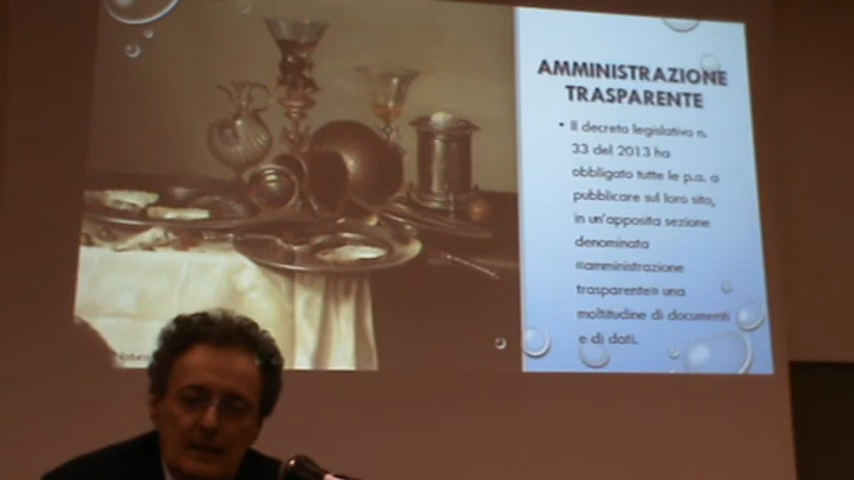 AMMINISTRAZIONE
TRASPARENTE
• Il decreto legislativo n.
33 del 2013 ha
obbligato tutte le p.a. a
pubblicare sul loro sito,
in un'apposita sezione
denominata
«amministrazione
trasparente» una
moltitudine di documenti
e di dati.